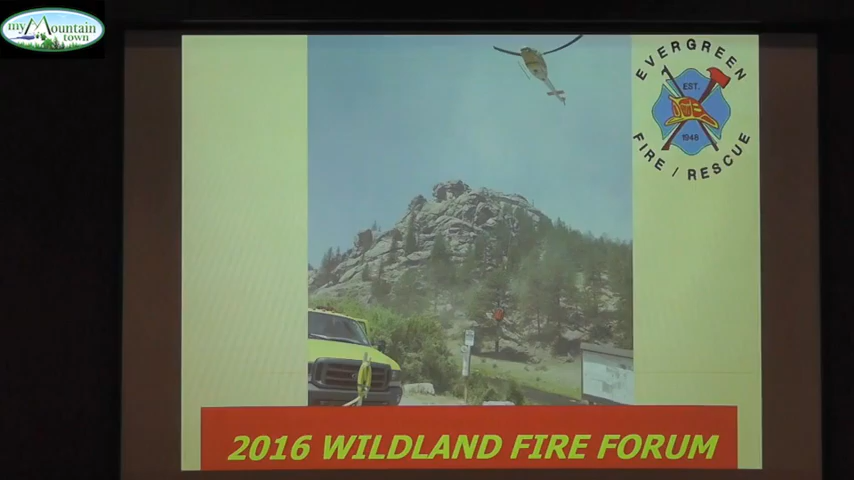 my Mountain
town
EVERGREEN
EST.
1948
FIRE / RESCUE
2016 WILDLAND FIRE FORUM